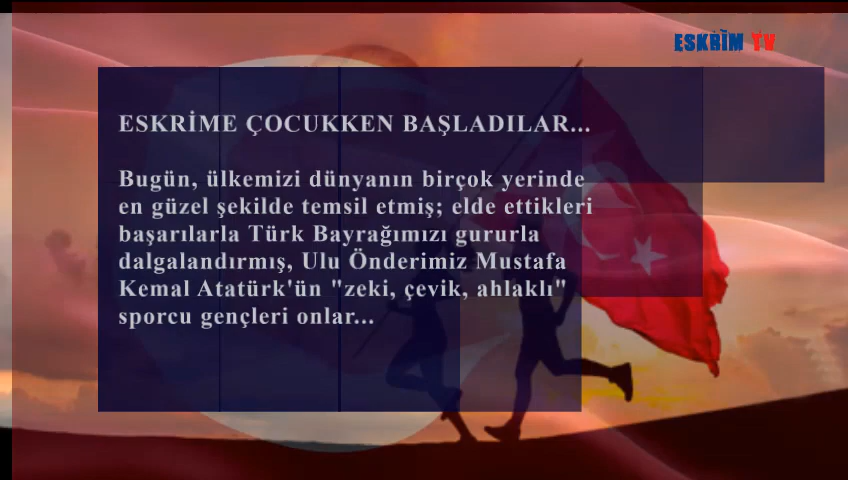 ESKRİM TV
ESKRİME ÇOCUKKEN BAŞLADILAR...
Bugün, ülkemizi dünyanın birçok yerinde
en güzel şekilde temsil etmiş; elde ettikleri
başarılarla Türk Bayrağımızı gururla
dalgalandırmış, Ulu Önderimiz Mustafa
Kemal Atatürk'ün "zeki, çevik, ahlaklı"
sporcu gençleri onlar...